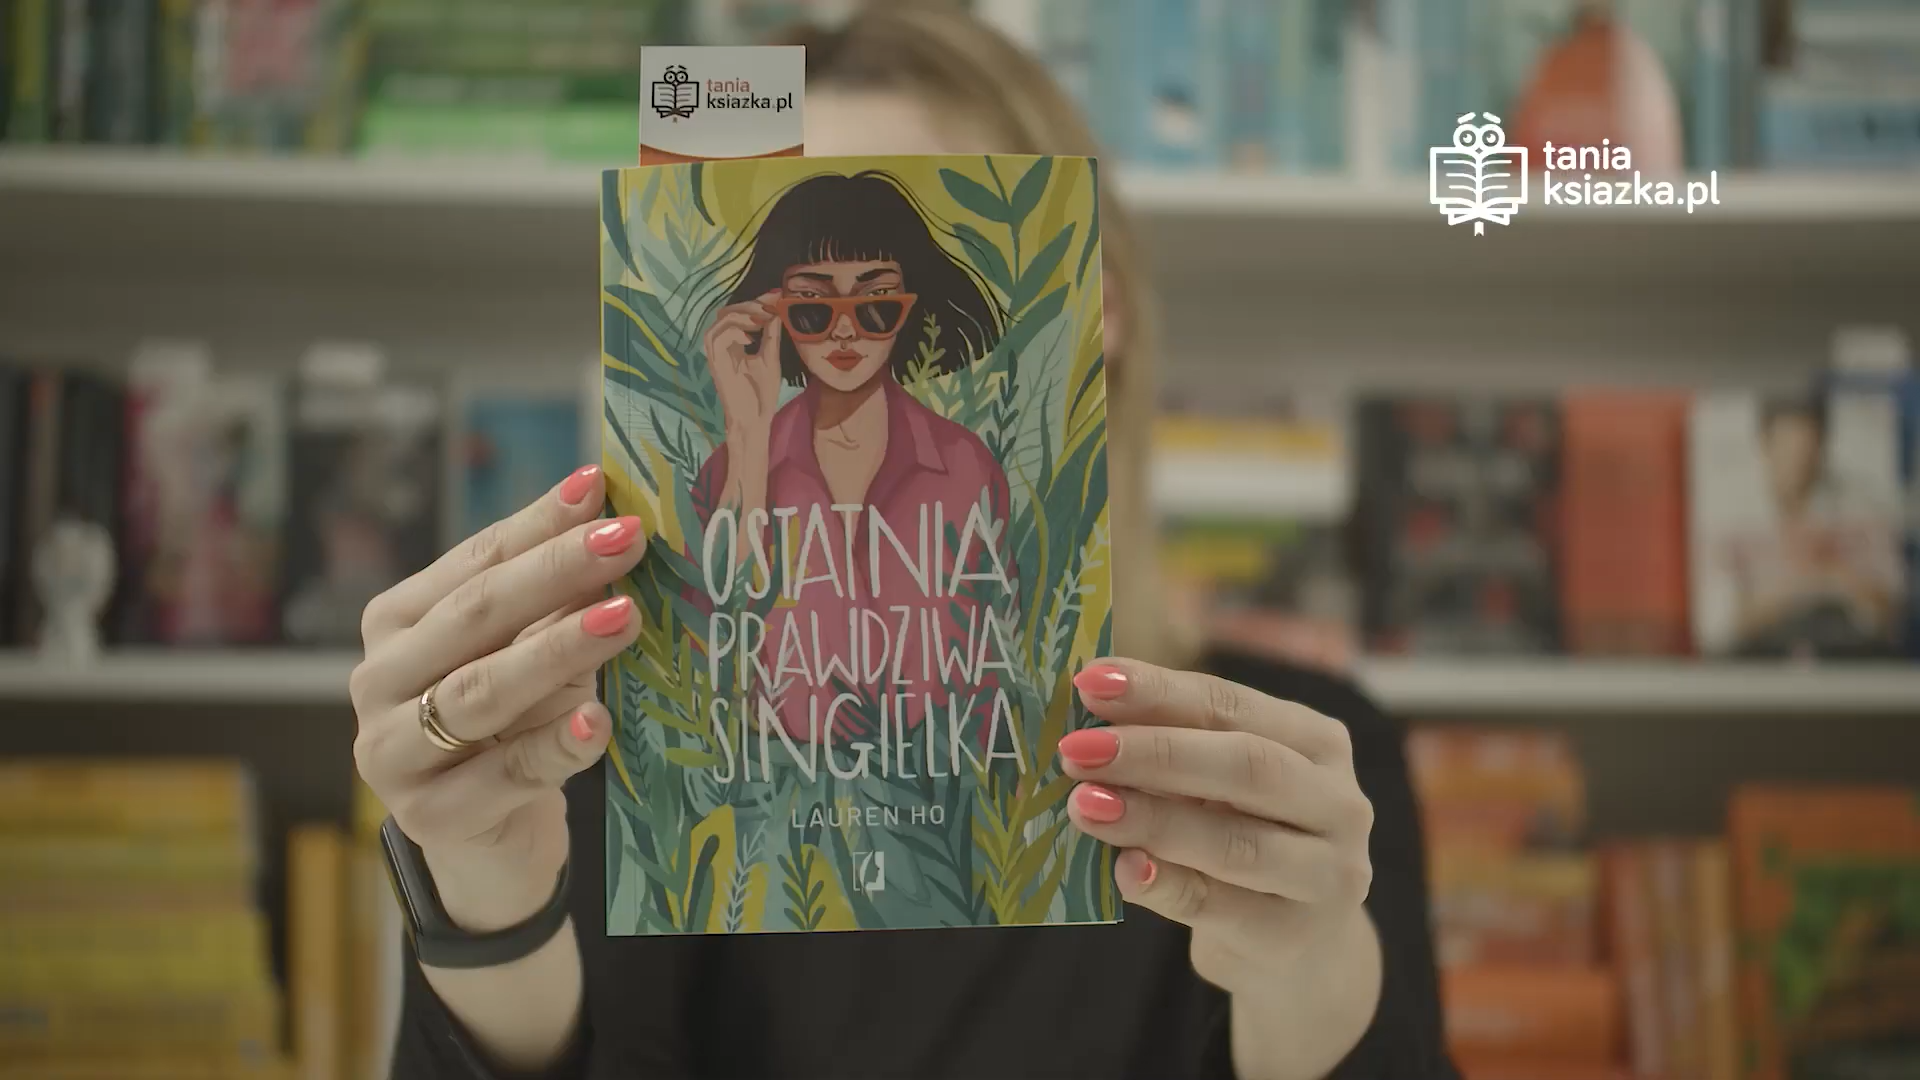 tania
ksiazka.pl
tania
ksiazka.pl
OSTATNIA
PRAWDZIWA
SINGIELKA
LAUREN HO